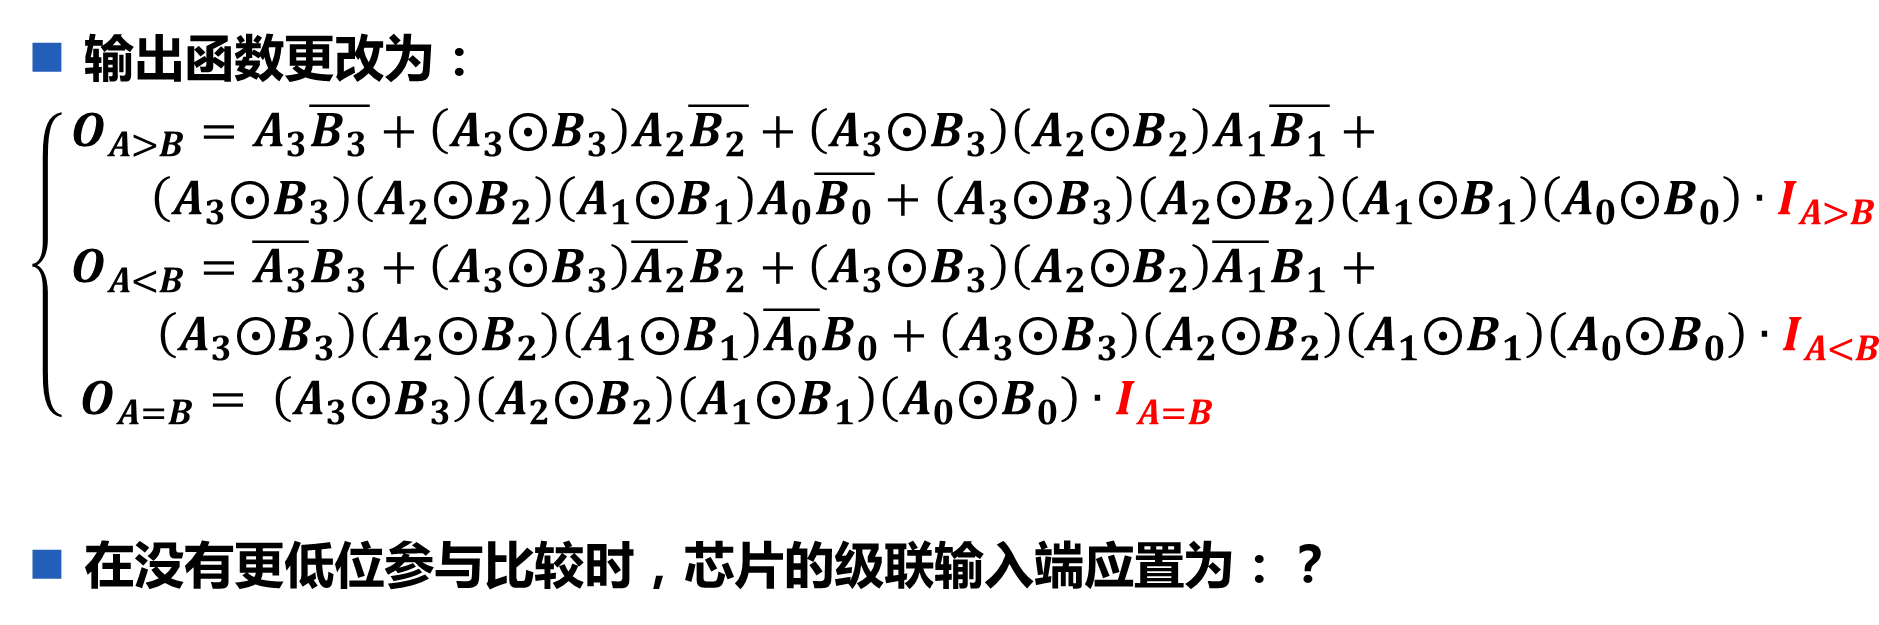 ■ 输出函数更改为：
O_{A>B} = A_3\overline{B_3} + (A_3⊙B_3)A_2\overline{B_2} + (A_3⊙B_3)(A_2⊙B_2)A_1\overline{B_1} +
(A_3⊙B_3)(A_2⊙B_2)(A_1⊙B_1)A_0\overline{B_0} + (A_3⊙B_3)(A_2⊙B_2)(A_1⊙B_1)(A_0⊙B_0) · I_{A>B}
O_{A<B} = \overline{A_3}B_3 + (A_3⊙B_3)\overline{A_2}B_2 + (A_3⊙B_3)(A_2⊙B_2)\overline{A_1}B_1 +
(A_3⊙B_3)(A_2⊙B_2)(A_1⊙B_1)\overline{A_0}B_0 + (A_3⊙B_3)(A_2⊙B_2)(A_1⊙B_1)(A_0⊙B_0) · I_{A<B}
O_{A=B} = (A_3⊙B_3)(A_2⊙B_2)(A_1⊙B_1)(A_0⊙B_0) · I_{A=B}
■ 在没有更低位参与比较时，芯片的级联输入端应置为：？